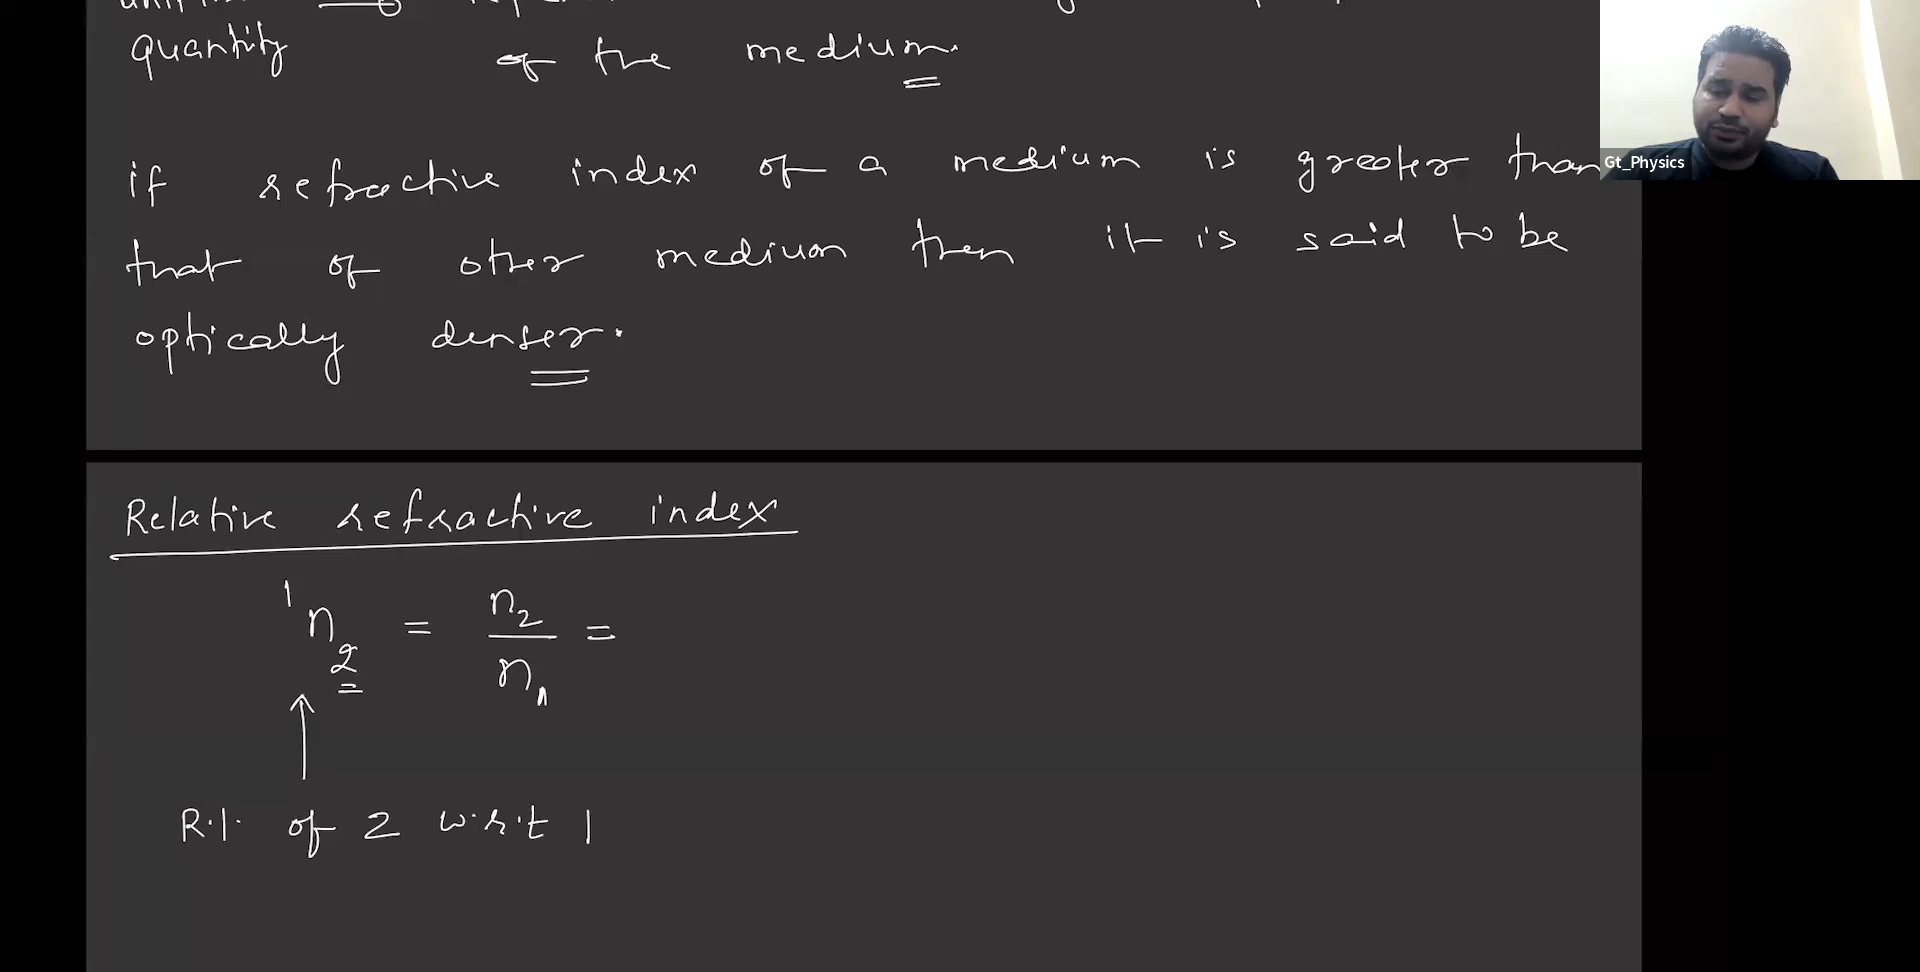 quantity of the medium.
if refractive index of a medium is greater than
Gt_Physics
that of other medium then it is said to be
optically denser.
Relative refractive index
¹n₂ = n₂/n₁ =
R.I. of 2 w.r.t 1